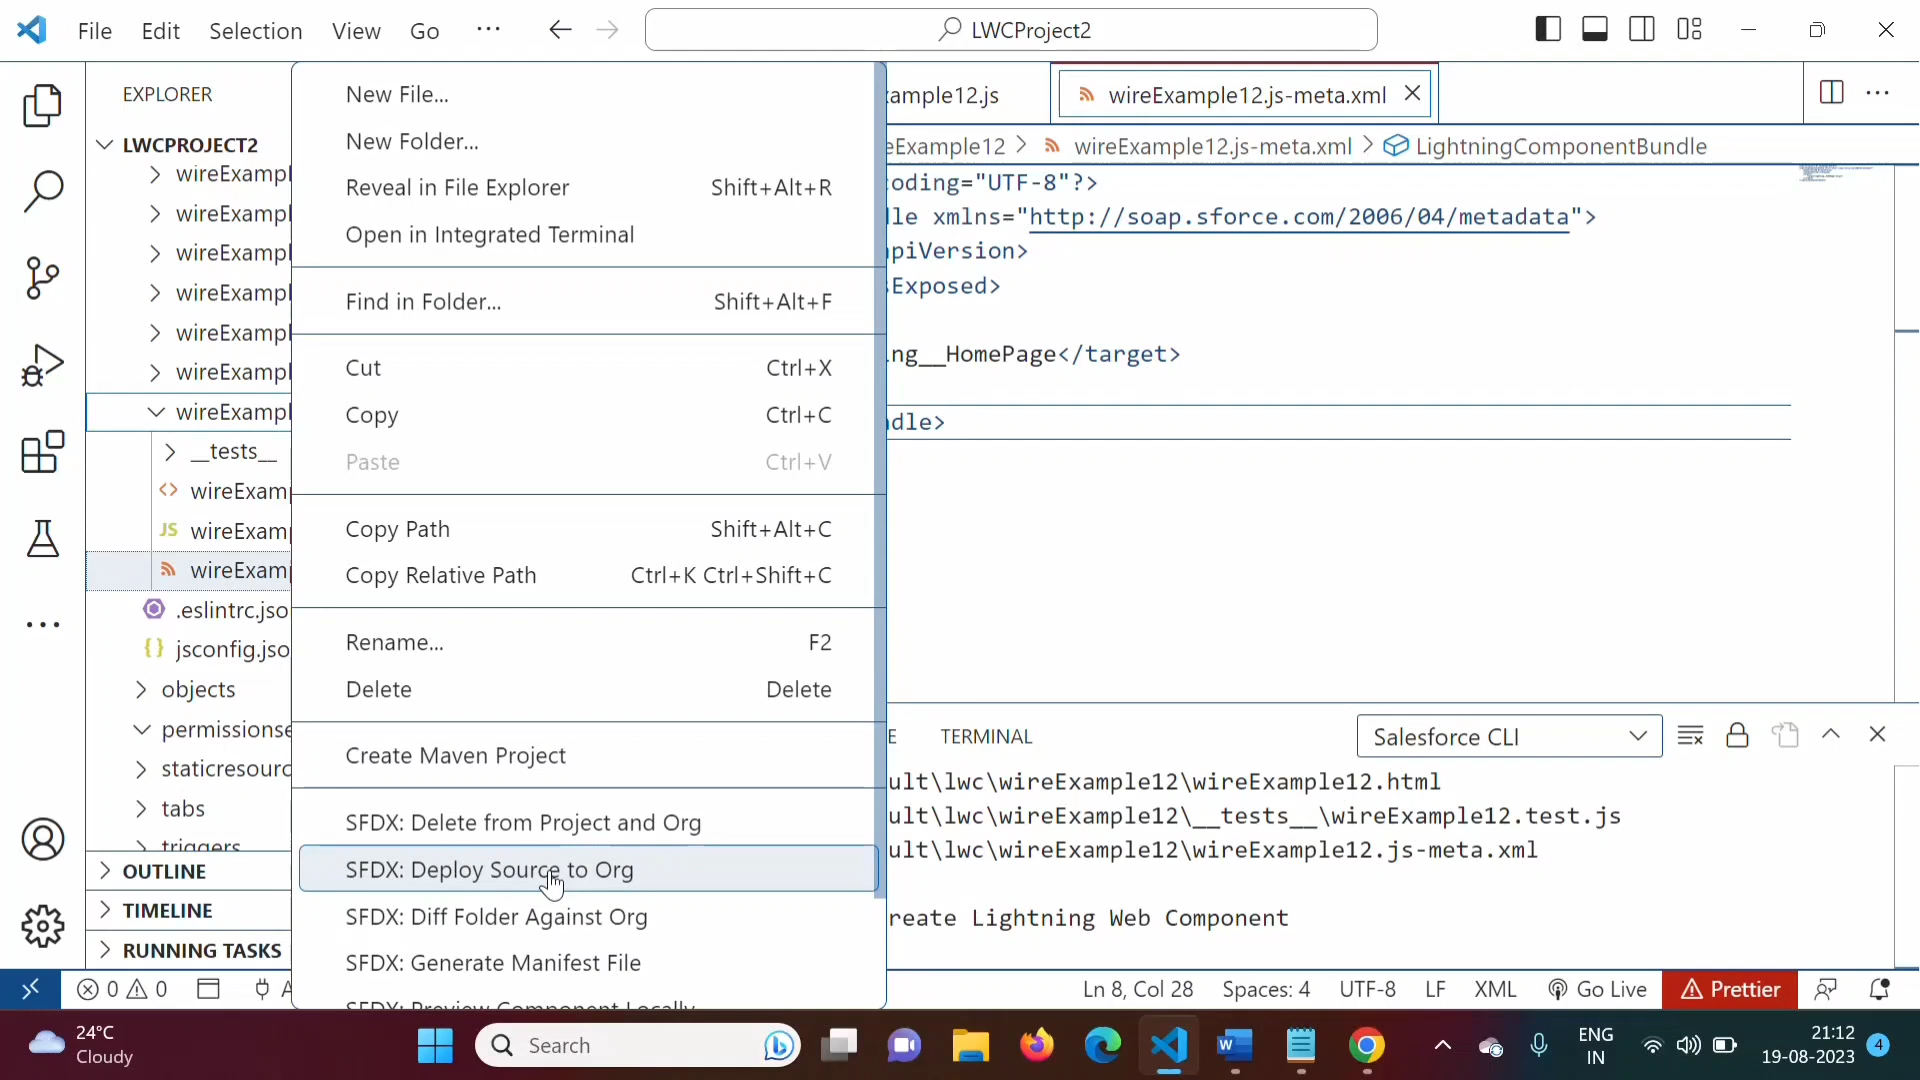 File Edit Selection View Go ··· LWCProject2
EXPLORER
LWCPROJECT2
wireExampl
wireExampl
wireExampl
wireExampl
wireExampl
wireExampl
wireExampl
__tests__
<> wireExam
JS wireExam
wireExam
.eslintrc.jso
{} jsconfig.jso
objects
permissionse
staticresourc
tabs
triggers
OUTLINE
TIMELINE
RUNNING TASKS
New File...
New Folder...
Reveal in File Explorer Shift+Alt+R
Open in Integrated Terminal
Find in Folder... Shift+Alt+F
Cut Ctrl+X
Copy Ctrl+C
Paste Ctrl+V
Copy Path Shift+Alt+C
Copy Relative Path Ctrl+K Ctrl+Shift+C
Rename... F2
Delete Delete
Create Maven Project
SFDX: Delete from Project and Org
SFDX: Deploy Source to Org
SFDX: Diff Folder Against Org
SFDX: Generate Manifest File
SFDX: Preview Component Locally
ample12.js wireExample12.js-meta.xml
eExample12 > wireExample12.js-meta.xml > LightningComponentBundle
oding="UTF-8"?>
le xmlns="http://soap.sforce.com/2006/04/metadata">
piVersion>
sExposed>
ng__HomePage</target>
dle>
E TERMINAL Salesforce CLI
ult\lwc\wireExample12\wireExample12.html
ult\lwc\wireExample12\__tests__\wireExample12.test.js
ult\lwc\wireExample12\wireExample12.js-meta.xml
reate Lightning Web Component
0 0 A Ln 8, Col 28 Spaces: 4 UTF-8 LF XML Go Live Prettier
24°C
Cloudy
Search
ENG
IN
21:12
19-08-2023
4